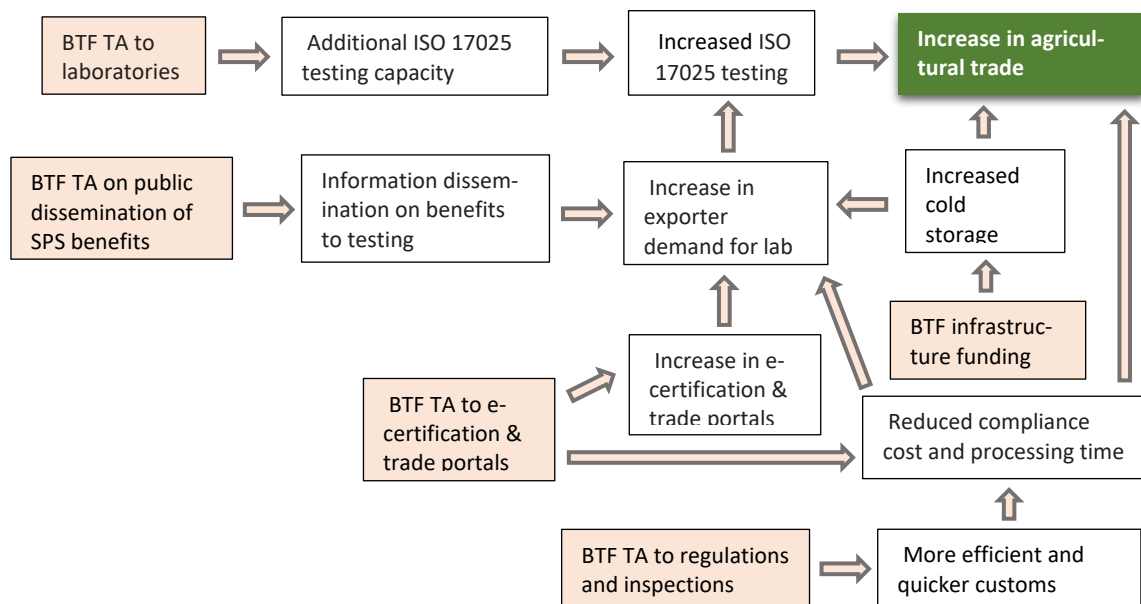 BTF TA to
laboratories
Additional ISO 17025
testing capacity
Increased ISO
17025 testing
Increase in agricul-
tural trade
BTF TA on public
dissemination of
SPS benefits
Information dissem-
ination on benefits
to testing
Increase in
exporter
demand for lab
Increased
cold
storage
BTF infrastruc-
ture funding
BTF TA to e-
certification &
trade portals
Increase in e-
certification &
trade portals
Reduced compliance
cost and processing time
BTF TA to regulations
and inspections
More efficient and
quicker customs